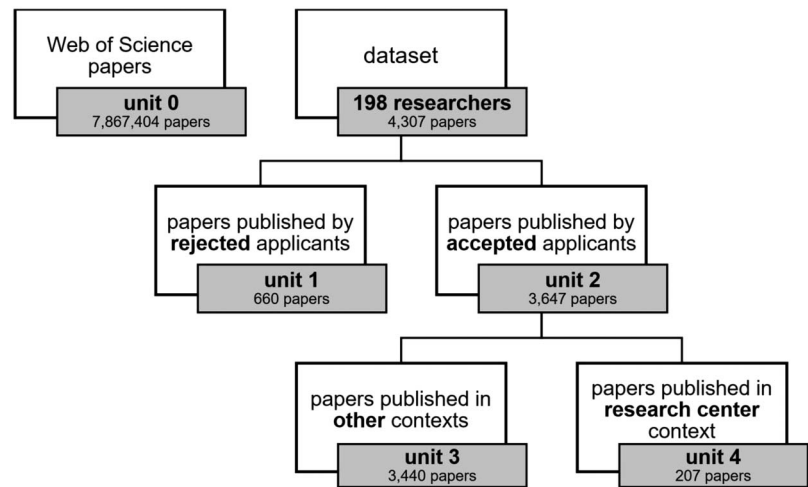 Web of Science
papers
unit 0
7,867,404 papers
dataset
198 researchers
4,307 papers
papers published by
rejected applicants
unit 1
660 papers
papers published by
accepted applicants
unit 2
3,647 papers
papers published in
other contexts
unit 3
3,440 papers
papers published in
research center
context
unit 4
207 papers